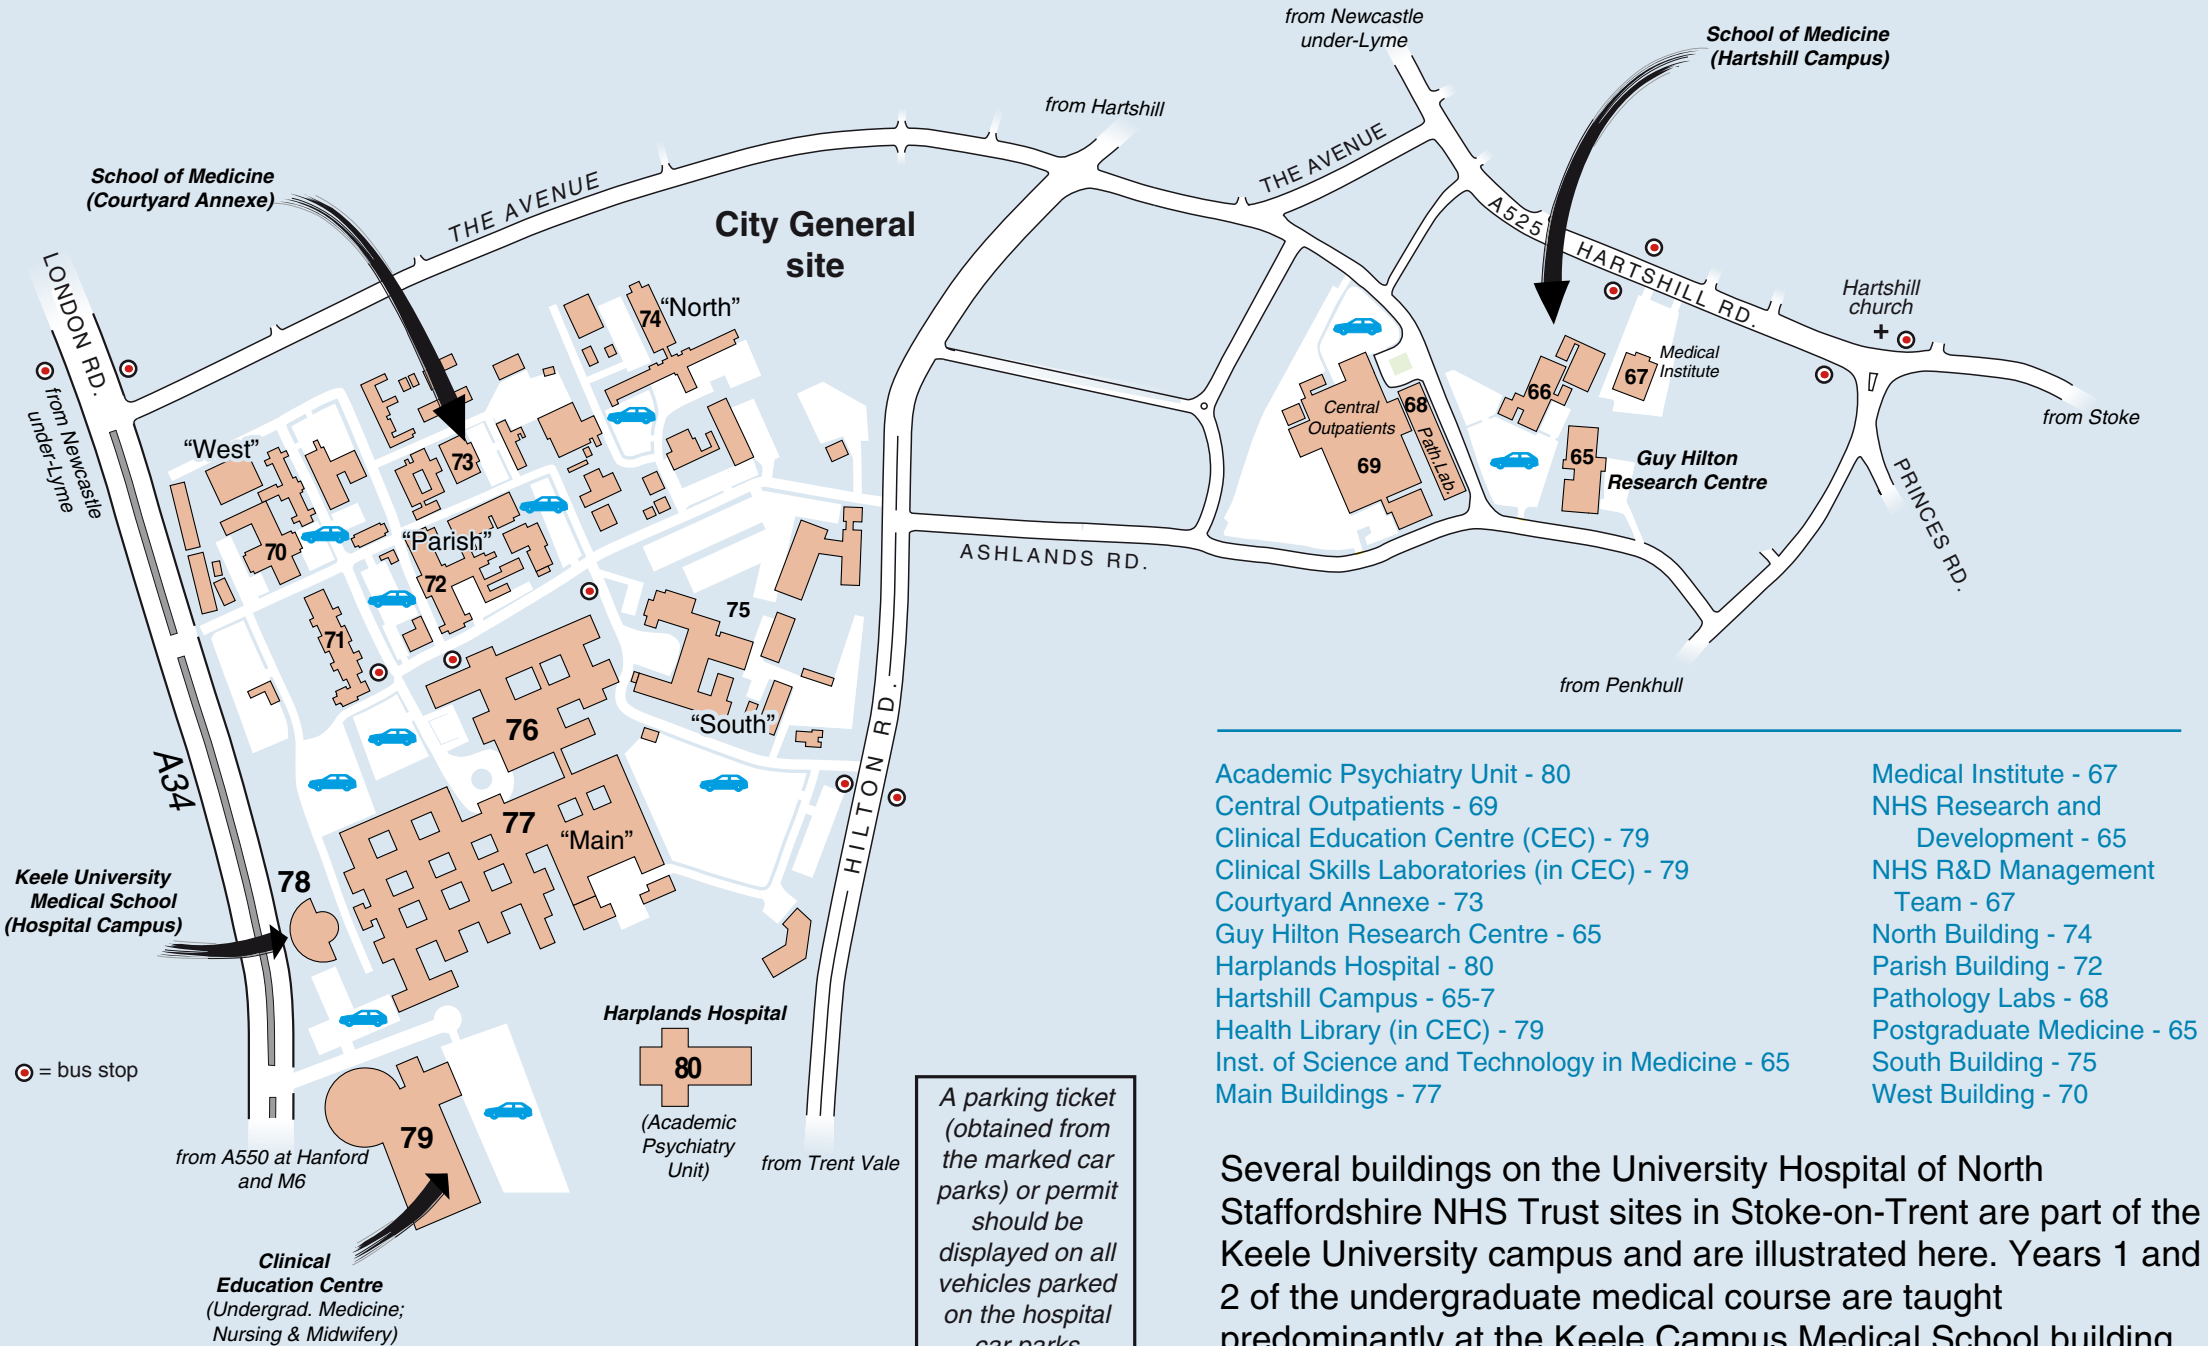 from Newcastle
under-Lyme
School of Medicine
(Hartshill Campus)
from Hartshill
THE AVENUE
School of Medicine
(Courtyard Annexe)
THE AVENUE
City General
site
A525
HARTSHILL RD.
LONDON RD.
Hartshill
church
+
"North"
74
Medical
Institute
67
66
from Newcastle
under-Lyme
Central
Outpatients
68
Path.Lab.
69
from Stoke
"West"
73
65
Guy Hilton
Research Centre
PRINCES RD.
"Parish"
70
72
ASHLANDS RD.
71
75
from Penkhull
76
"South"
HILTON RD.
A34
77
"Main"
78
Keele University
Medical School
(Hospital Campus)
Harplands Hospital
80
(Academic
Psychiatry
Unit)
= bus stop
79
from A550 at Hanford
and M6
from Trent Vale
Clinical
Education Centre
(Undergrad. Medicine;
Nursing & Midwifery)
A parking ticket
(obtained from
the marked car
parks) or permit
should be
displayed on all
vehicles parked
on the hospital
car parks
Academic Psychiatry Unit - 80
Central Outpatients - 69
Clinical Education Centre (CEC) - 79
Clinical Skills Laboratories (in CEC) - 79
Courtyard Annexe - 73
Guy Hilton Research Centre - 65
Harplands Hospital - 80
Hartshill Campus - 65-7
Health Library (in CEC) - 79
Inst. of Science and Technology in Medicine - 65
Main Buildings - 77
Medical Institute - 67
NHS Research and
Development - 65
NHS R&D Management
Team - 67
North Building - 74
Parish Building - 72
Pathology Labs - 68
Postgraduate Medicine - 65
South Building - 75
West Building - 70
Several buildings on the University Hospital of North
Staffordshire NHS Trust sites in Stoke-on-Trent are part of the
Keele University campus and are illustrated here. Years 1 and
2 of the undergraduate medical course are taught
predominantly at the Keele Campus Medical School building